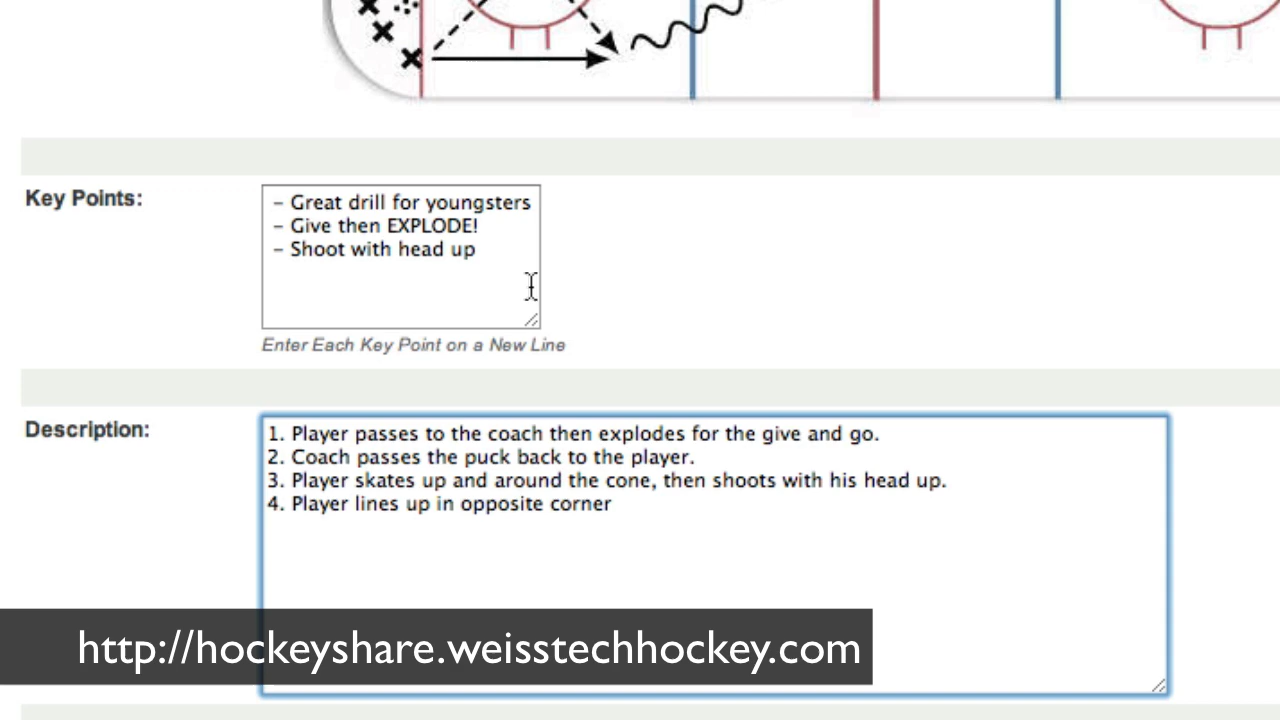 Key Points:
– Great drill for youngsters
– Give then EXPLODE!
– Shoot with head up
Enter Each Key Point on a New Line
Description:
1. Player passes to the coach then explodes for the give and go.
2. Coach passes the puck back to the player.
3. Player skates up and around the cone, then shoots with his head up.
4. Player lines up in opposite corner
http://hockeyshare.weisstechhockey.com